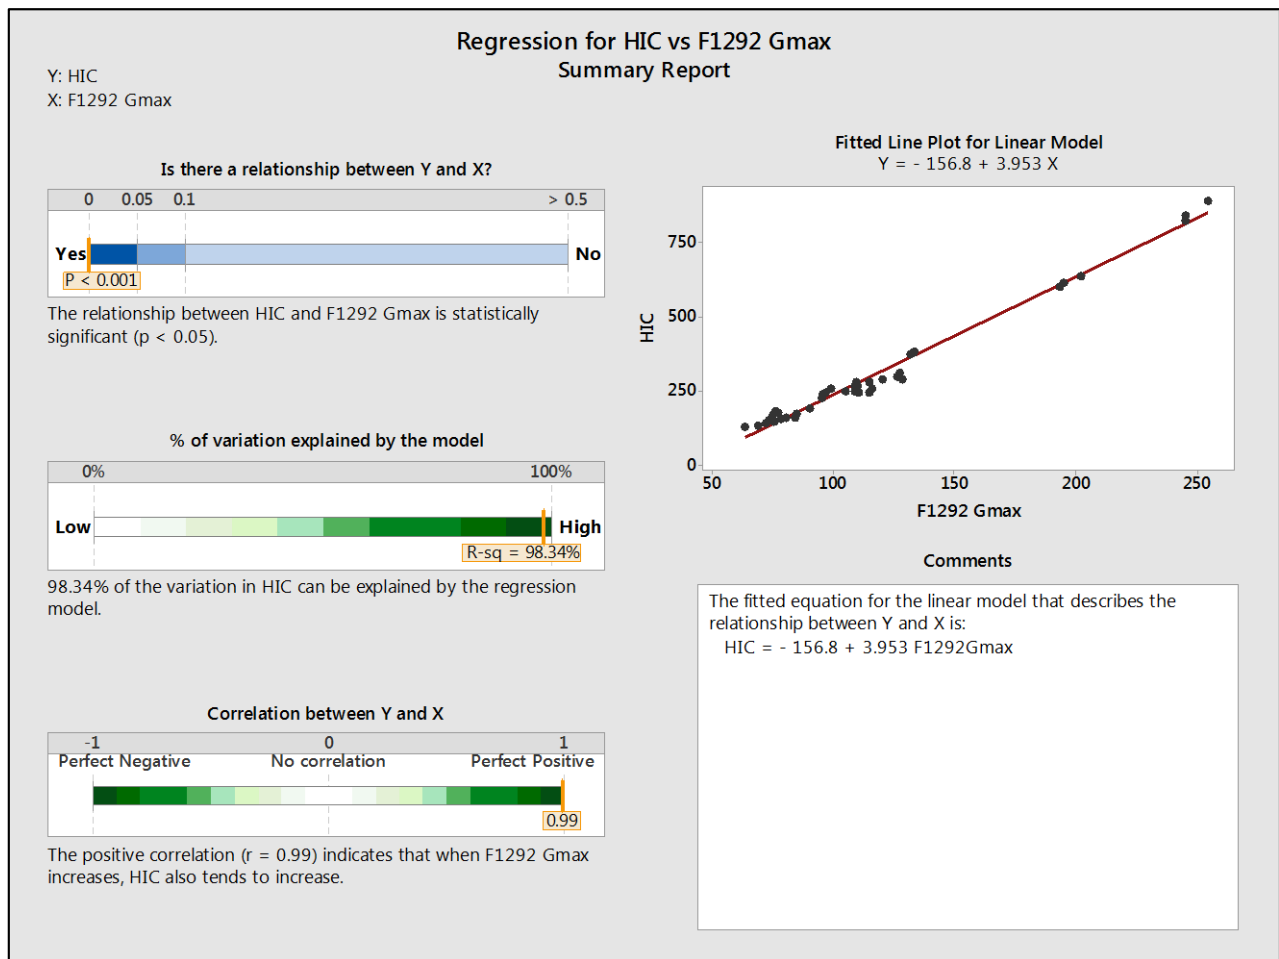 Regression for HIC vs F1292 Gmax
Summary Report
Y: HIC
X: F1292 Gmax
Is there a relationship between Y and X?
0 0.05 0.1 > 0.5
Yes No
P < 0.001
The relationship between HIC and F1292 Gmax is statistically
significant (p < 0.05).
% of variation explained by the model
0% 100%
Low High
R-sq = 98.34%
98.34% of the variation in HIC can be explained by the regression
model.
Correlation between Y and X
-1 0 1
Perfect Negative No correlation Perfect Positive
0.99
The positive correlation (r = 0.99) indicates that when F1292 Gmax
increases, HIC also tends to increase.
Fitted Line Plot for Linear Model
Y = - 156.8 + 3.953 X
750
500
250
0
HIC
50 100 150 200 250
F1292 Gmax
Comments
The fitted equation for the linear model that describes the
relationship between Y and X is:
HIC = - 156.8 + 3.953 F1292Gmax